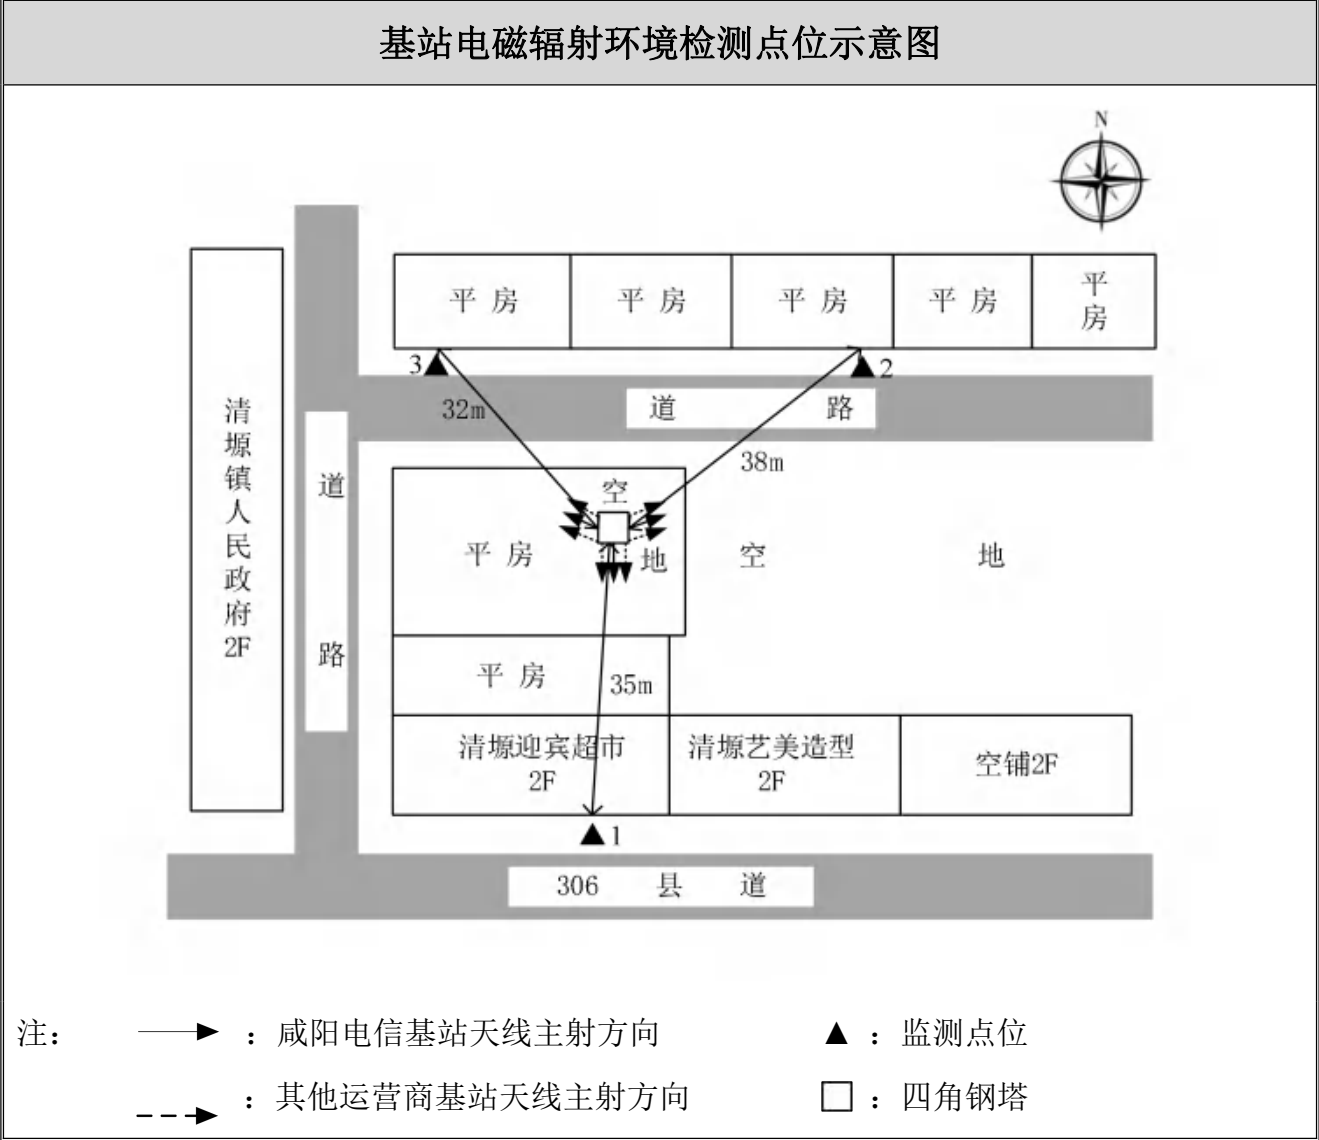 基站电磁辐射环境检测点位示意图
N
平房
平房
平房
平房
平房
3
2
32m
道路
38m
清塬镇人民政府2F
道路
空地
平房
空地
平房
35m
清塬迎宾超市
2F
清塬艺美造型
2F
空铺2F
1
306 县道
注：
：咸阳电信基站天线主射方向
：监测点位
：其他运营商基站天线主射方向
：四角钢塔